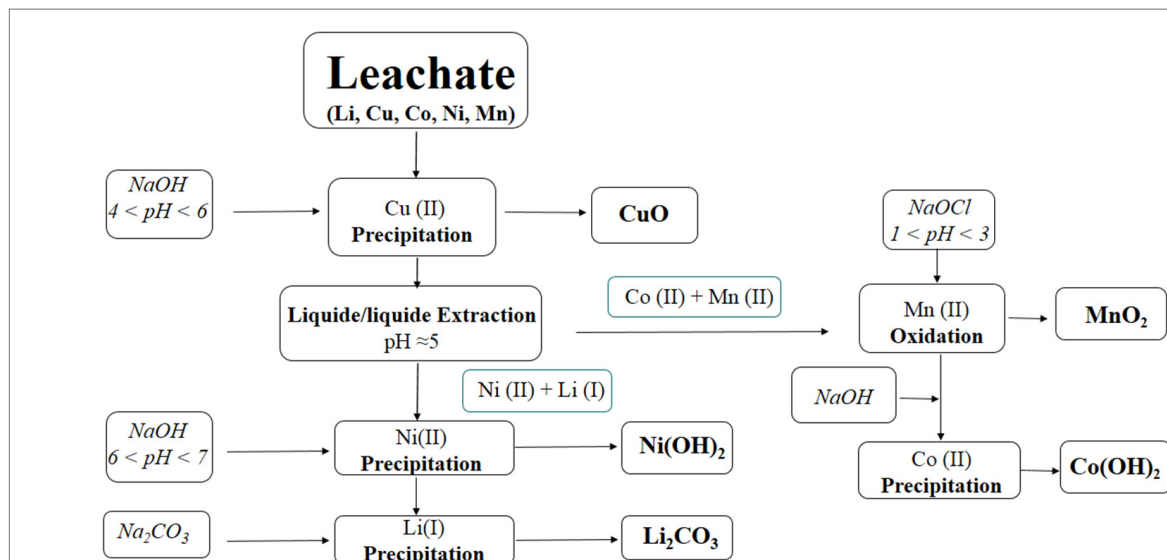 Leachate
(Li, Cu, Co, Ni, Mn)
NaOH
4 < pH < 6
Cu (II)
Precipitation
CuO
NaOCl
1 < pH < 3
Liquide/liquide Extraction
pH ≈5
Co (II) + Mn (II)
Mn (II)
Oxidation
MnO₂
Ni (II) + Li (I)
NaOH
NaOH
6 < pH < 7
Ni(II)
Precipitation
Ni(OH)₂
Co (II)
Precipitation
Co(OH)₂
Na₂CO₃
Li(I)
Precipitation
Li₂CO₃